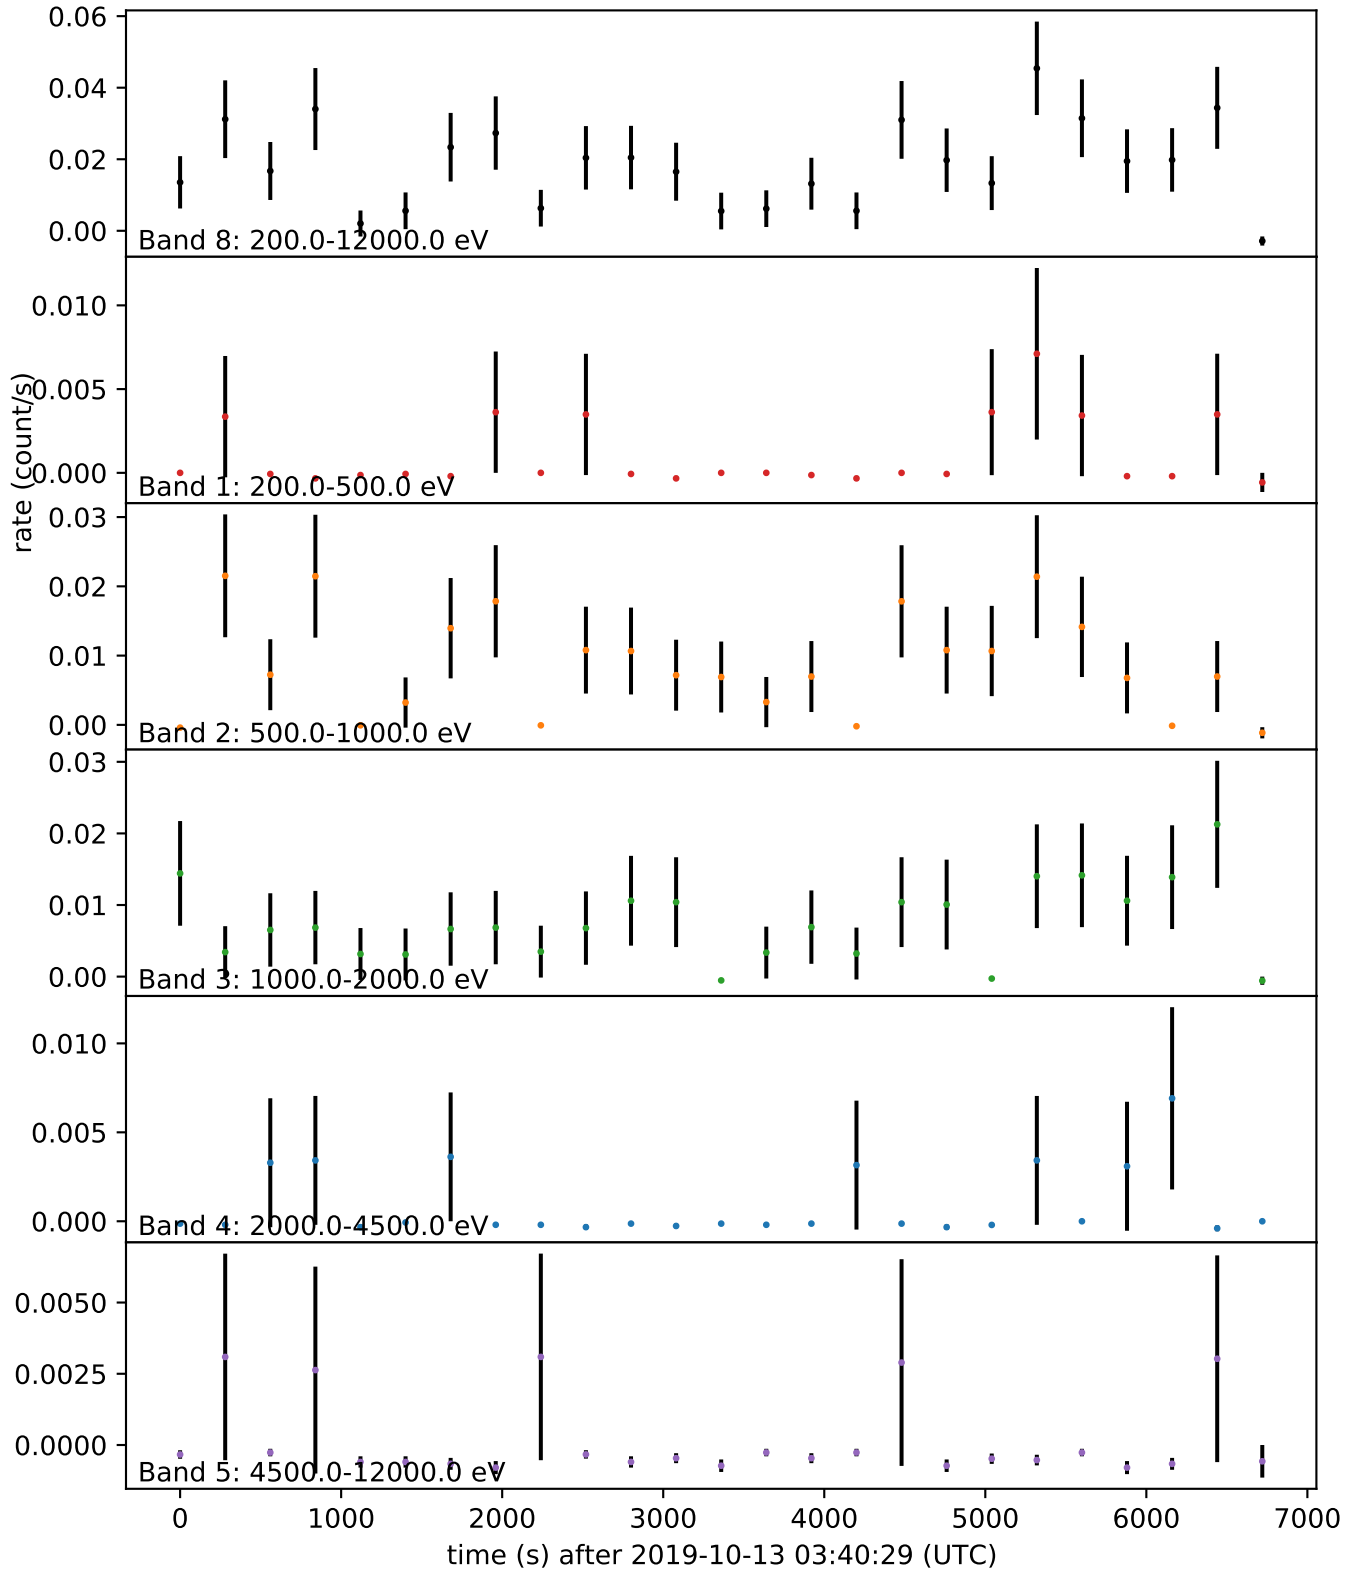 0.06
0.04
0.02
0.00
Band 8: 200.0-12000.0 eV
0.010
0.005
0.000
Band 1: 200.0-500.0 eV
rate (count/s)
0.03
0.02
0.01
0.00
Band 2: 500.0-1000.0 eV
0.03
0.02
0.01
0.00
Band 3: 1000.0-2000.0 eV
0.010
0.005
0.000
Band 4: 2000.0-4500.0 eV
0.0050
0.0025
0.0000
Band 5: 4500.0-12000.0 eV
0 1000 2000 3000 4000 5000 6000 7000
time (s) after 2019-10-13 03:40:29 (UTC)